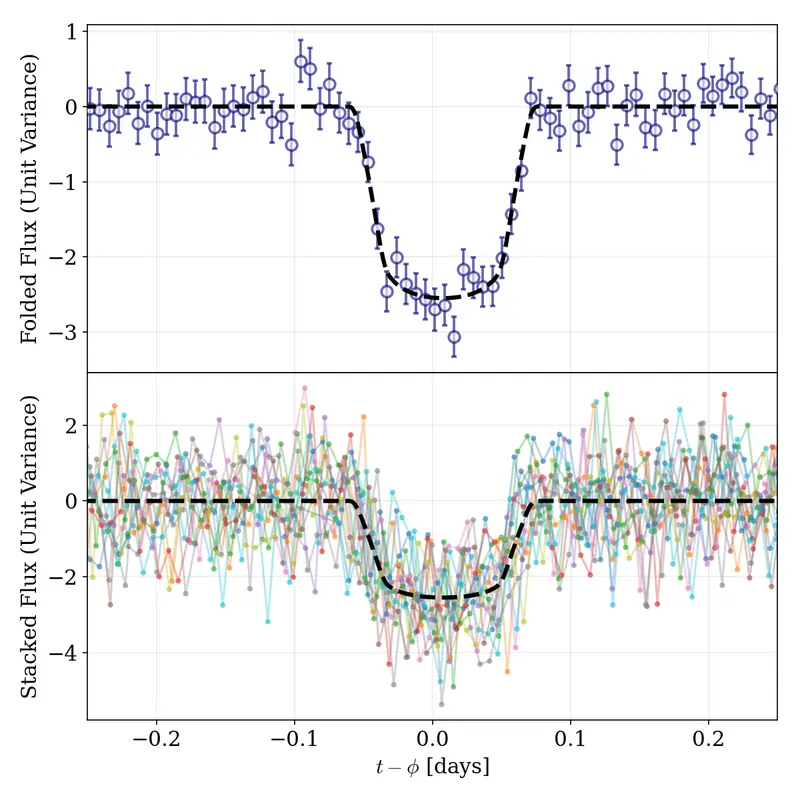 Folded Flux (Unit Variance)
1
0
−1
−2
−3
Stacked Flux (Unit Variance)
2
0
−2
−4
−0.2 −0.1 0.0 0.1 0.2
t − ϕ [days]